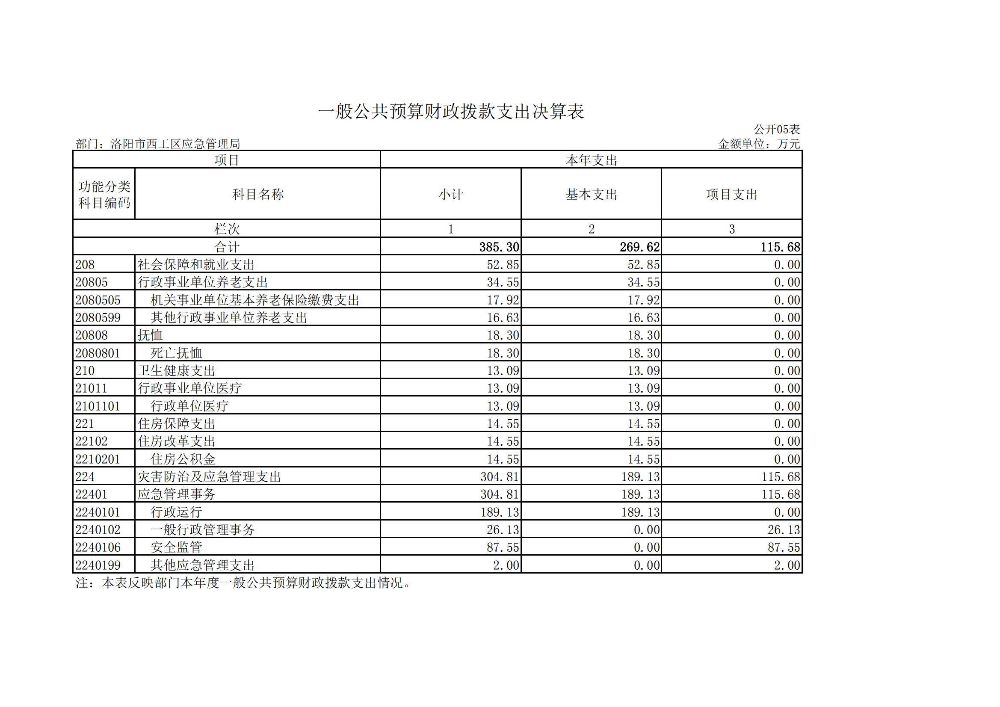 一般公共预算财政拨款支出决算表
公开05表
部门：洛阳市西工区应急管理局 金额单位：万元
项目 本年支出
功能分类科目编码 科目名称 小计 基本支出 项目支出
栏次 1 2 3
合计 385.30 269.62 115.68
208 社会保障和就业支出 52.85 52.85 0.00
20805 行政事业单位养老支出 34.55 34.55 0.00
2080505 机关事业单位基本养老保险缴费支出 17.92 17.92 0.00
2080599 其他行政事业单位养老支出 16.63 16.63 0.00
20808 抚恤 18.30 18.30 0.00
2080801 死亡抚恤 18.30 18.30 0.00
210 卫生健康支出 13.09 13.09 0.00
21011 行政事业单位医疗 13.09 13.09 0.00
2101101 行政单位医疗 13.09 13.09 0.00
221 住房保障支出 14.55 14.55 0.00
22102 住房改革支出 14.55 14.55 0.00
2210201 住房公积金 14.55 14.55 0.00
224 灾害防治及应急管理支出 304.81 189.13 115.68
22401 应急管理事务 304.81 189.13 115.68
2240101 行政运行 189.13 189.13 0.00
2240102 一般行政管理事务 26.13 0.00 26.13
2240106 安全监管 87.55 0.00 87.55
2240199 其他应急管理支出 2.00 0.00 2.00
注：本表反映部门本年度一般公共预算财政拨款支出情况。